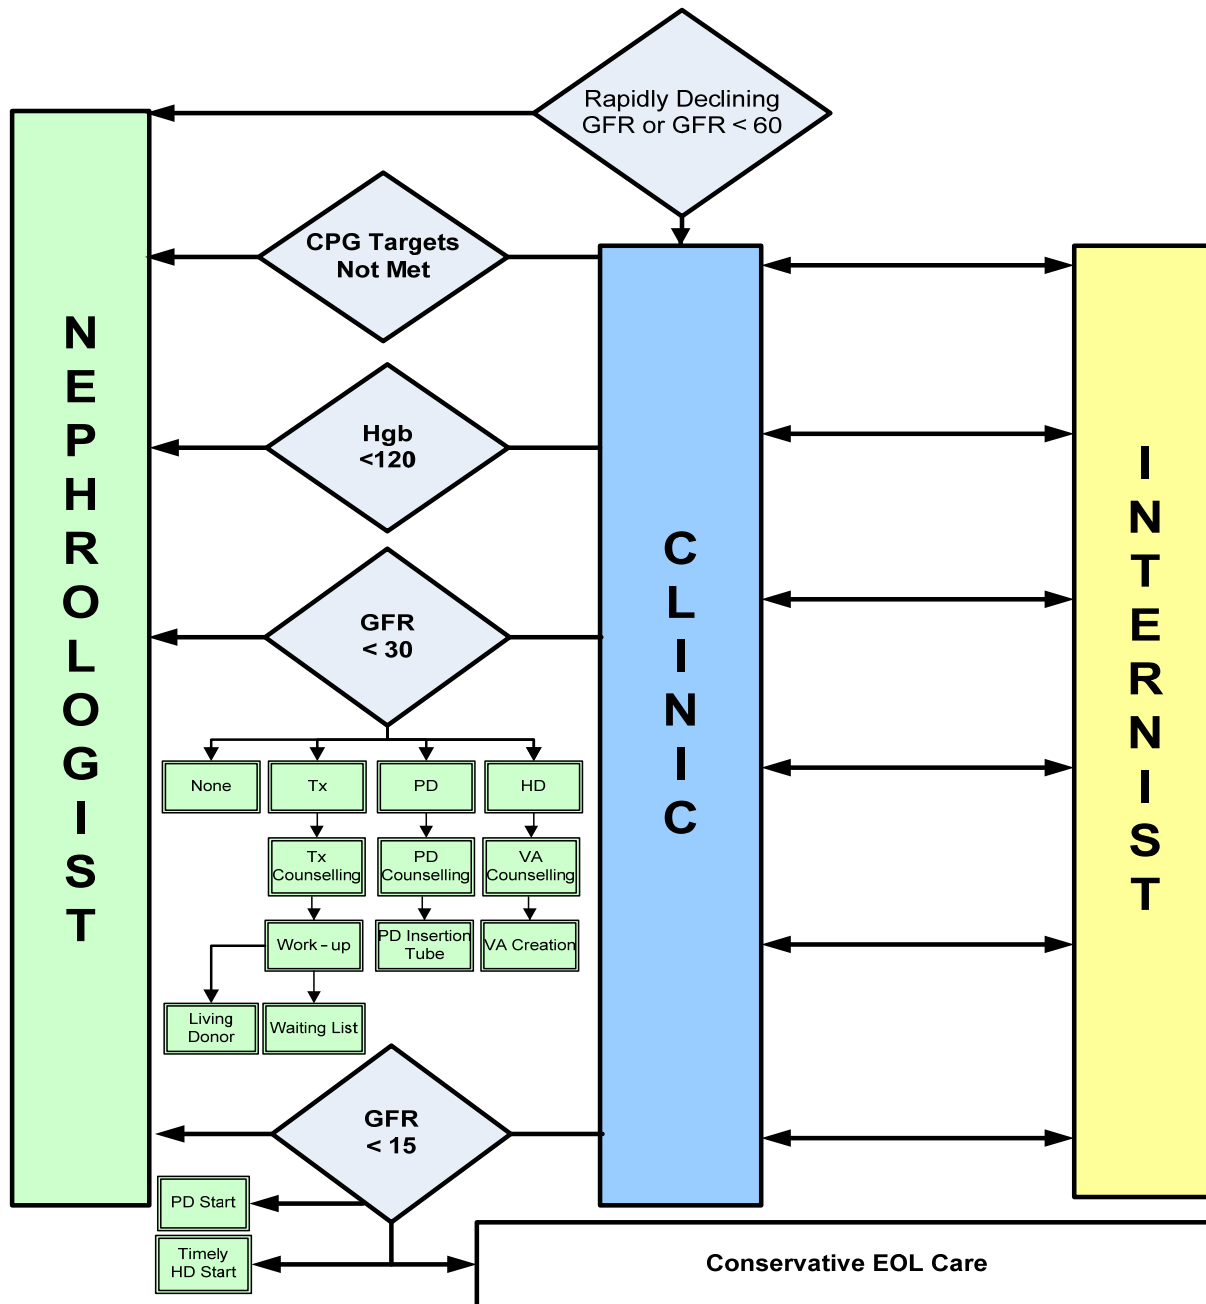 Rapidly Declining
GFR or GFR < 60
CPG Targets
Not Met
NEPHROLOGIST
Hgb
<120
CLINIC
INTERNIST
GFR
< 30
None
Tx
PD
HD
Tx
Counselling
PD
Counselling
VA
Counselling
Work-up
PD Insertion
Tube
VA Creation
Living
Donor
Waiting List
GFR
< 15
PD Start
Timely
HD Start
Conservative EOL Care